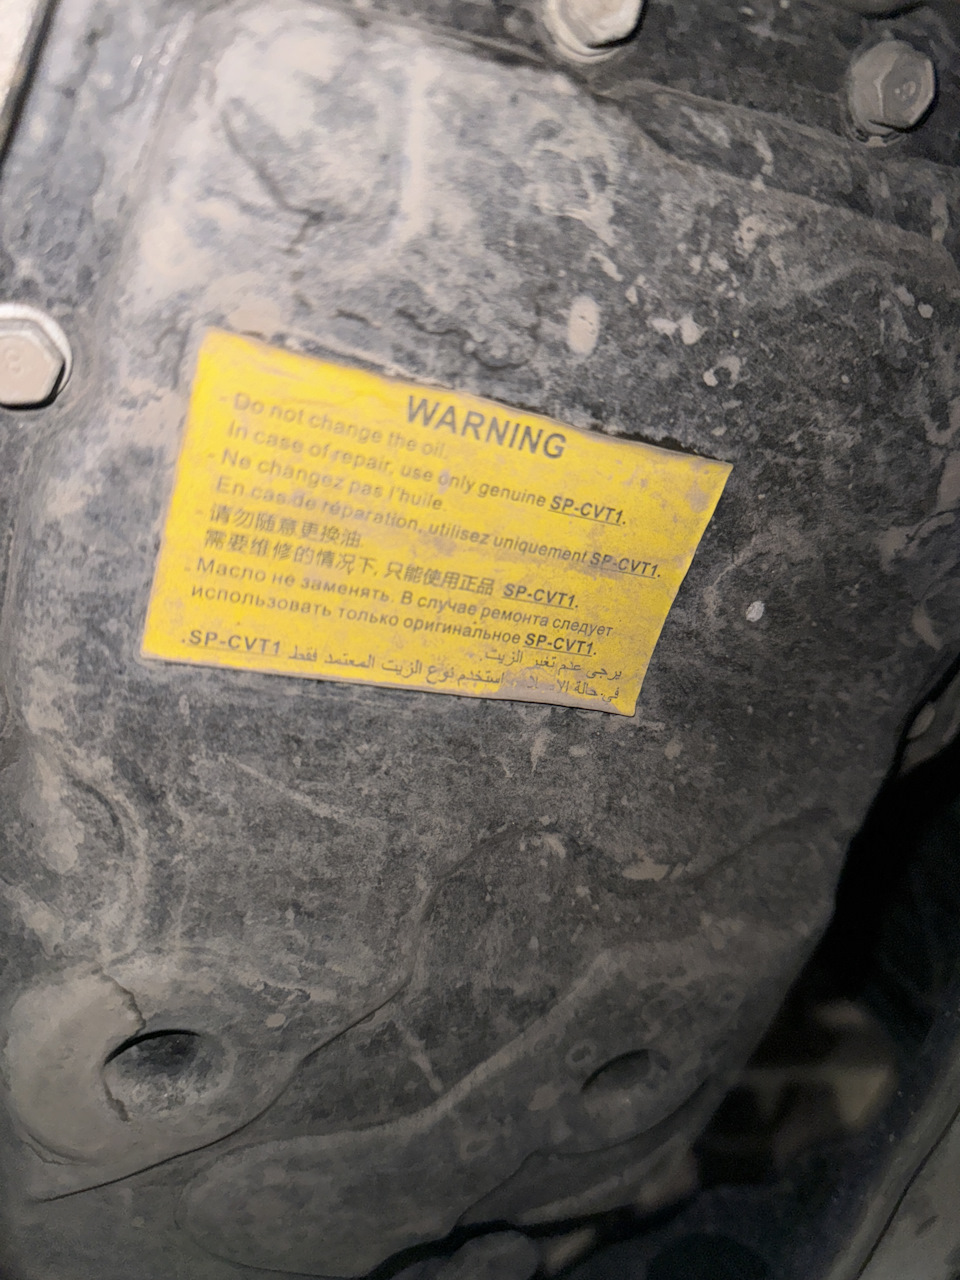 WARNING
- Do not change the oil.
In case of repair, use only genuine SP-CVT1.
- Ne changez pas l'huile.
En cas de réparation, utilisez uniquement SP-CVT1.
- 请勿随意更换油.
需要维修的情况下, 只能使用正品 SP-CVT1.
- Масло не заменять. В случае ремонта следует
использовать только оригинальное SP-CVT1.
يرجى عدم تغير الزيت.
في حالة استخدم نوع الزيت المعتمد فقط SP-CVT1.